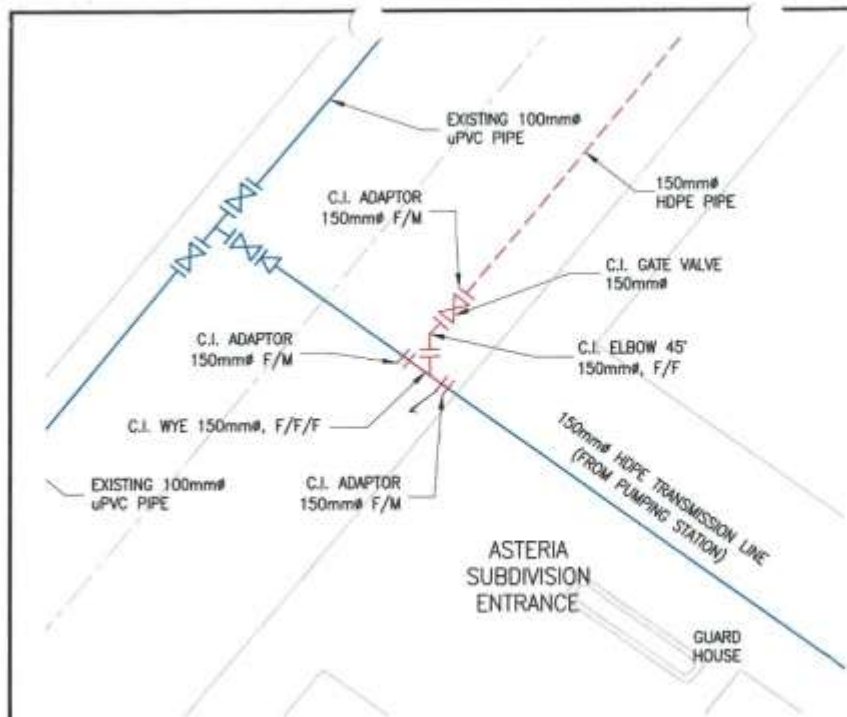 EXISTING 100mmø
uPVC PIPE
C.I. ADAPTOR
150mmø F/M
150mmø
HDPE PIPE
C.I. GATE VALVE
150mmø
C.I. ADAPTOR
150mmø F/M
C.I. ELBOW 45°
150mmø, F/F
C.I. WYE 150mmø, F/F/F
EXISTING 100mmø
uPVC PIPE
C.I. ADAPTOR
150mmø F/M
150mmø HDPE TRANSMISSION LINE
(FROM PUMPING STATION)
ASTERIA
SUBDIVISION
ENTRANCE
GUARD
HOUSE